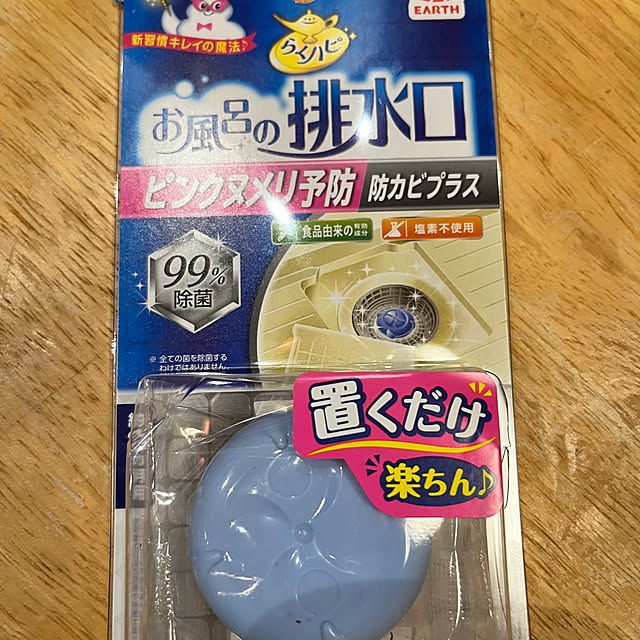 EARTH
新習慣キレイの魔法♪
らくハピ
お風呂の排水口
ピンクヌメリ予防 防カビプラス
食品由来の有効成分 塩素不使用
99%
除菌
※全ての菌を除菌する
わけではありません。
置くだけ
楽ちん♪